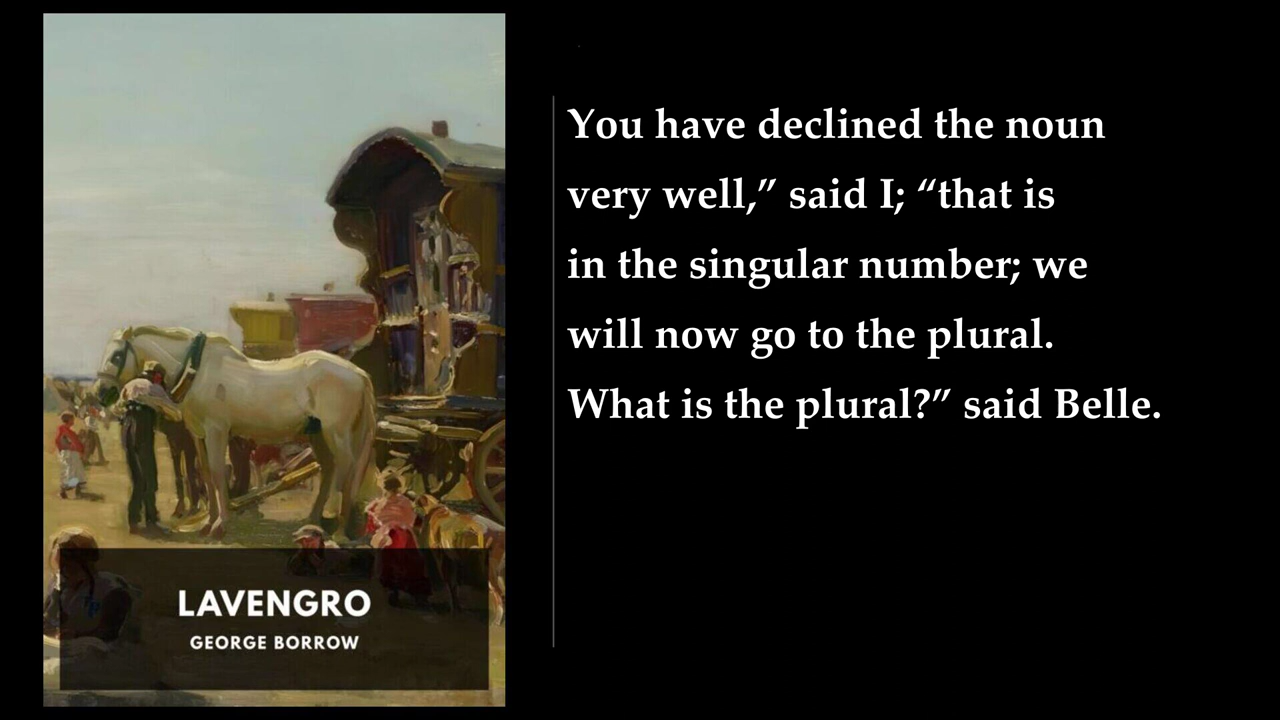 LAVENGRO
GEORGE BORROW
You have declined the noun
very well,” said I; “that is
in the singular number; we
will now go to the plural.
What is the plural?” said Belle.